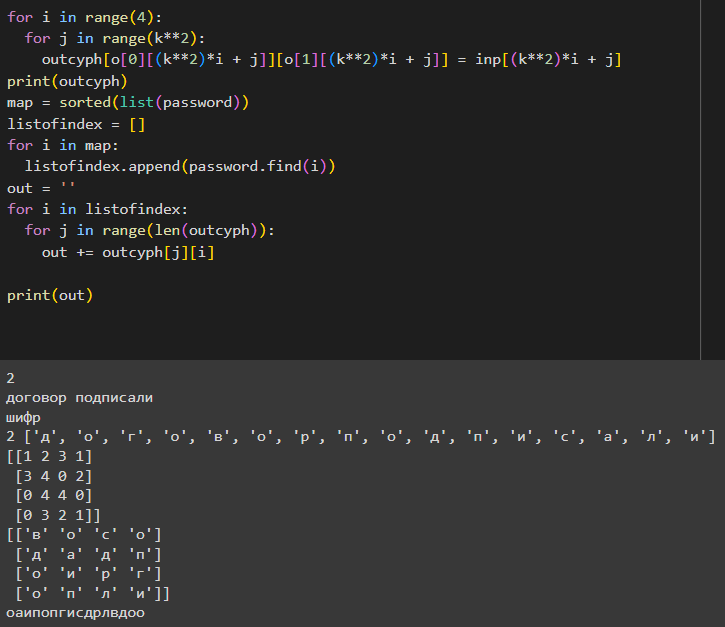 for i in range(4):
  for j in range(k**2):
    outcyph[o[0][(k**2)*i + j]][o[1][(k**2)*i + j]] = inp[(k**2)*i + j]
print(outcyph)
map = sorted(list(password))
listofindex = []
for i in map:
  listofindex.append(password.find(i))
out = ''
for i in listofindex:
  for j in range(len(outcyph)):
    out += outcyph[j][i]

print(out)
2
договор подписали
шифр
2 ['д', 'о', 'г', 'о', 'в', 'о', 'р', 'п', 'о', 'д', 'п', 'и', 'с', 'а', 'л', 'и']
[[1 2 3 1]
 [3 4 0 2]
 [0 4 4 0]
 [0 3 2 1]]
[['в' 'о' 'с' 'о']
 ['д' 'а' 'д' 'п']
 ['о' 'и' 'р' 'г']
 ['о' 'п' 'л' 'и']]
оаипопгисдрлвдоо